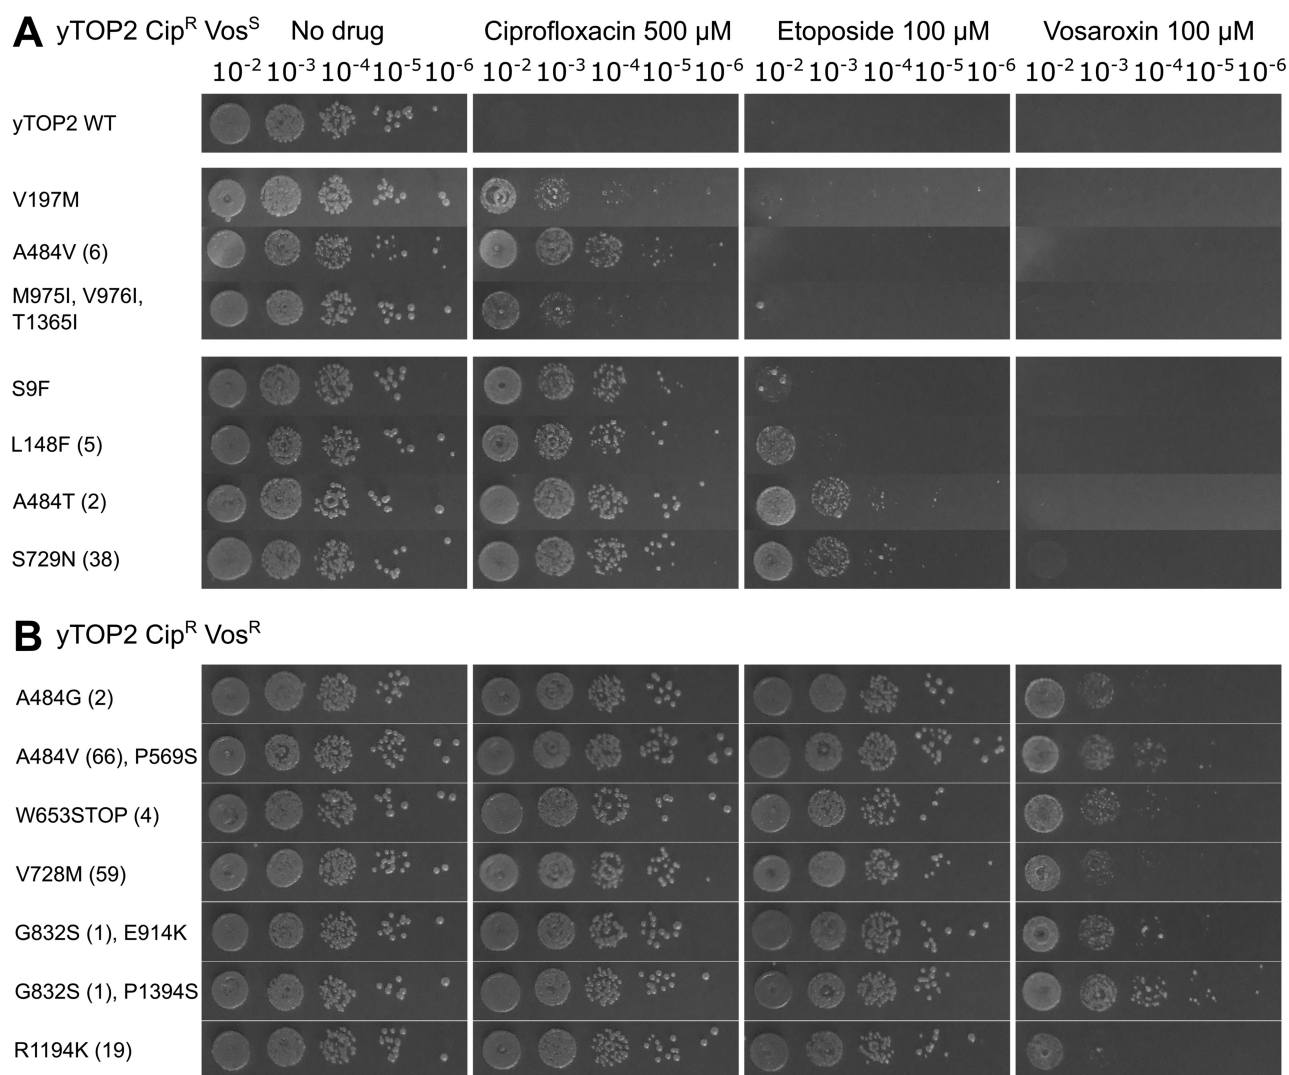 A yTOP2 Cip^R Vos^S No drug Ciprofloxacin 500 µM Etoposide 100 µM Vosaroxin 100 µM
10^-2 10^-3 10^-4 10^-5 10^-6 10^-2 10^-3 10^-4 10^-5 10^-6 10^-2 10^-3 10^-4 10^-5 10^-6 10^-2 10^-3 10^-4 10^-5 10^-6
yTOP2 WT
V197M
A484V (6)
M975I, V976I,
T1365I
S9F
L148F (5)
A484T (2)
S729N (38)
B yTOP2 Cip^R Vos^R
A484G (2)
A484V (66), P569S
W653STOP (4)
V728M (59)
G832S (1), E914K
G832S (1), P1394S
R1194K (19)